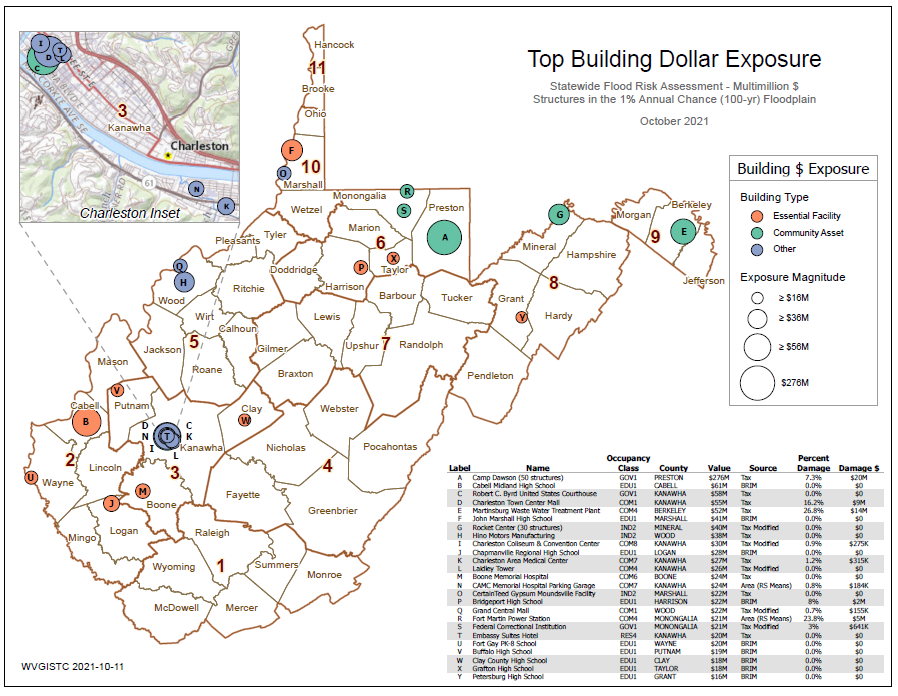 Top Building Dollar Exposure
Statewide Flood Risk Assessment - Multimillion $
Structures in the 1% Annual Chance (100-yr) Floodplain
October 2021
I
T
D
L
C
3
Kanawha
Charleston
61
N
K
Charleston Inset
Hancock
11
Brooke
Ohio
F
10
O
Marshall
Wetzel
Monongalia
R
S
Preston
A
Marion
6
X
Taylor
P
Harrison
Tyler
Pleasants
Doddridge
Q
H
Ritchie
Wood
Wirt
Calhoun
Barbour
Tucker
Lewis
Gilmer
Upshur
7
Randolph
G
Mineral
Hampshire
8
Grant
Y
Hardy
Pendleton
Morgan
Berkeley
9
E
Jefferson
5
Jackson
Roane
Mason
Braxton
V
Putnam
Cabell
B
Clay
W
Webster
D
C
N
T
K
I
L
Kanawha
3
Nicholas
Pocahontas
4
2
U
Wayne
Lincoln
M
J
Boone
Fayette
Greenbrier
Logan
Mingo
Raleigh
Wyoming
1
Summers
Monroe
McDowell
Mercer
Building $ Exposure
Building Type
Essential Facility
Community Asset
Other
Exposure Magnitude
≥ $16M
≥ $36M
≥ $56M
$276M
Occupancy Percent
Label Name Class County Value Source Damage Damage $
A Camp Dawson (50 structures) GOV1 PRESTON $276M Tax 7.3% $20M
B Cabell Midland High School EDU1 CABELL $61M BRIM 0.0% $0
C Robert C. Byrd United States Courthouse GOV1 KANAWHA $58M Tax 0.0% $0
D Charleston Town Center Mall COM1 KANAWHA $55M Tax 16.2% $9M
E Martinsburg Waste Water Treatment Plant COM4 BERKELEY $52M Tax 26.8% $14M
F John Marshall High School EDU1 MARSHALL $41M BRIM 0.0% $0
G Rocket Center (30 structures) IND2 MINERAL $40M Tax Modified 0.0% $0
H Hino Motors Manufacturing IND2 WOOD $38M Tax 0.0% $0
I Charleston Coliseum & Convention Center COM8 KANAWHA $30M Tax Modified 0.9% $275K
J Chapmanville Regional High School EDU1 LOGAN $28M BRIM 0.0% $0
K Charleston Area Medical Center COM7 KANAWHA $27M Tax 1.2% $315K
L Laidley Tower COM4 KANAWHA $26M Tax Modified 0.0% $0
M Boone Memorial Hospital COM6 BOONE $24M Tax 0.0% $0
N CAMC Memorial Hospital Parking Garage COM7 KANAWHA $24M Area (RS Means) 0.8% $184K
O CertainTeed Gypsum Moundsville Facility IND2 MARSHALL $22M Tax 0.0% $0
P Bridgeport High School EDU1 HARRISON $22M BRIM 8% $2M
Q Grand Central Mall COM1 WOOD $22M Tax Modified 0.7% $155K
R Fort Martin Power Station COM4 MONONGALIA $21M Area (RS Means) 23.8% $5M
S Federal Correctional Institution GOV1 MONONGALIA $21M Tax Modified 3% $641K
T Embassy Suites Hotel RES4 KANAWHA $20M Tax 0.0% $0
U Fort Gay PK-8 School EDU1 WAYNE $20M BRIM 0.0% $0
V Buffalo High School EDU1 PUTNAM $19M BRIM 0.0% $0
W Clay County High School EDU1 CLAY $18M BRIM 0.0% $0
X Grafton High School EDU1 TAYLOR $18M BRIM 0.0% $0
Y Petersburg High School EDU1 GRANT $16M BRIM 0.0% $0
WVGISTC 2021-10-11